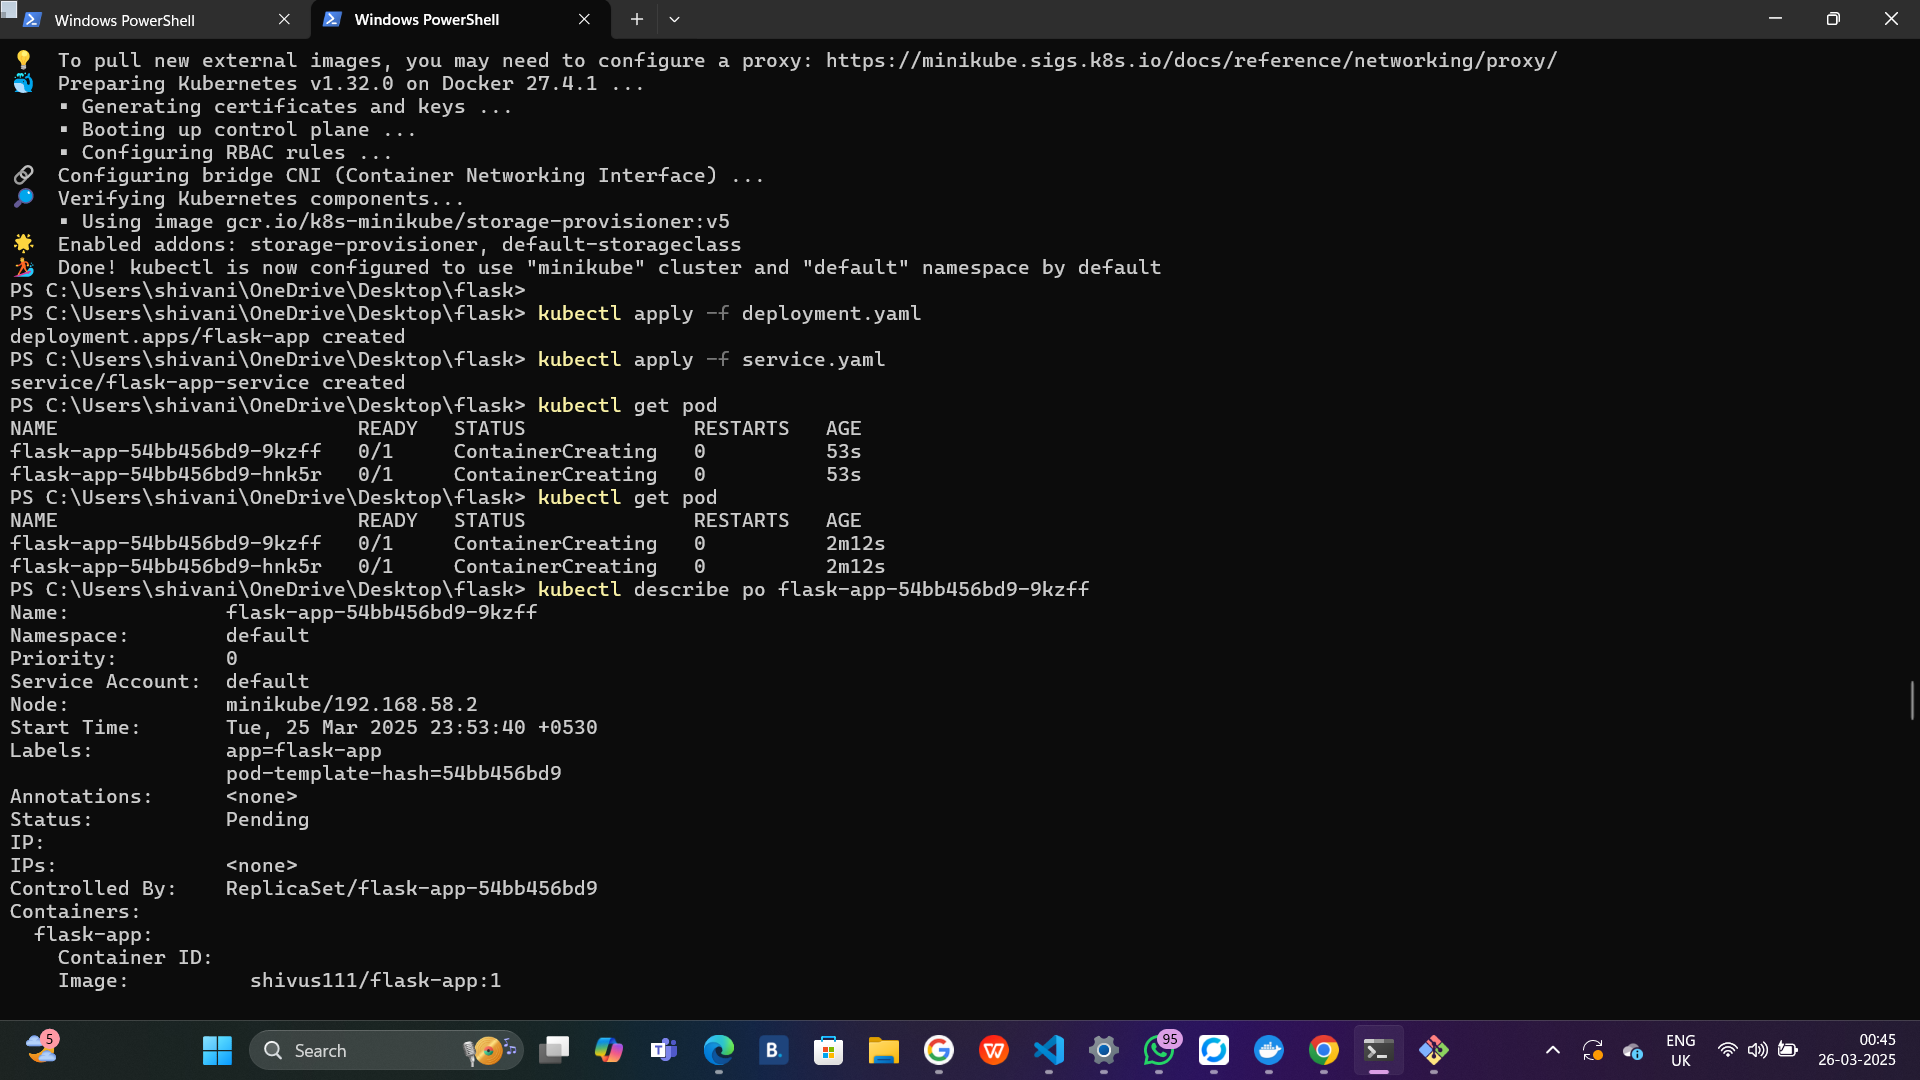 Windows PowerShell
Windows PowerShell
To pull new external images, you may need to configure a proxy: https://minikube.sigs.k8s.io/docs/reference/networking/proxy/
Preparing Kubernetes v1.32.0 on Docker 27.4.1 ...
▪ Generating certificates and keys ...
▪ Booting up control plane ...
▪ Configuring RBAC rules ...
Configuring bridge CNI (Container Networking Interface) ...
Verifying Kubernetes components...
▪ Using image gcr.io/k8s-minikube/storage-provisioner:v5
Enabled addons: storage-provisioner, default-storageclass
Done! kubectl is now configured to use "minikube" cluster and "default" namespace by default
PS C:\Users\shivani\OneDrive\Desktop\flask>
PS C:\Users\shivani\OneDrive\Desktop\flask> kubectl apply -f deployment.yaml
deployment.apps/flask-app created
PS C:\Users\shivani\OneDrive\Desktop\flask> kubectl apply -f service.yaml
service/flask-app-service created
PS C:\Users\shivani\OneDrive\Desktop\flask> kubectl get pod
NAME READY STATUS RESTARTS AGE
flask-app-54bb456bd9-9kzff 0/1 ContainerCreating 0 53s
flask-app-54bb456bd9-hnk5r 0/1 ContainerCreating 0 53s
PS C:\Users\shivani\OneDrive\Desktop\flask> kubectl get pod
NAME READY STATUS RESTARTS AGE
flask-app-54bb456bd9-9kzff 0/1 ContainerCreating 0 2m12s
flask-app-54bb456bd9-hnk5r 0/1 ContainerCreating 0 2m12s
PS C:\Users\shivani\OneDrive\Desktop\flask> kubectl describe po flask-app-54bb456bd9-9kzff
Name: flask-app-54bb456bd9-9kzff
Namespace: default
Priority: 0
Service Account: default
Node: minikube/192.168.58.2
Start Time: Tue, 25 Mar 2025 23:53:40 +0530
Labels: app=flask-app
pod-template-hash=54bb456bd9
Annotations: <none>
Status: Pending
IP:
IPs: <none>
Controlled By: ReplicaSet/flask-app-54bb456bd9
Containers:
flask-app:
Container ID:
Image: shivus111/flask-app:1
5
Search
B.
95
ENG
UK
00:45
26-03-2025